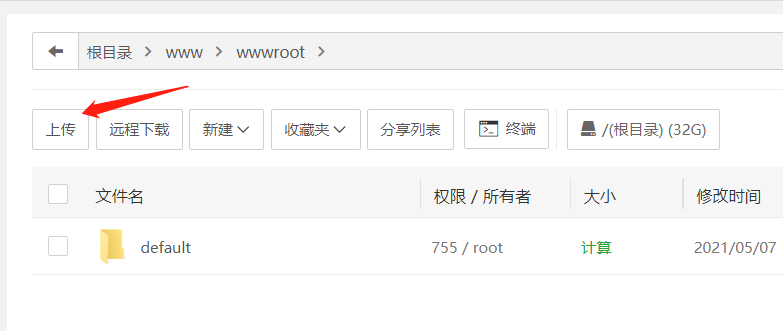 根目录 > www > wwwroot >
上传 远程下载 新建 收藏夹 分享列表 终端 /(根目录) (32G)
文件名 权限 / 所有者 大小 修改时间
default 755 / root 计算 2021/05/07